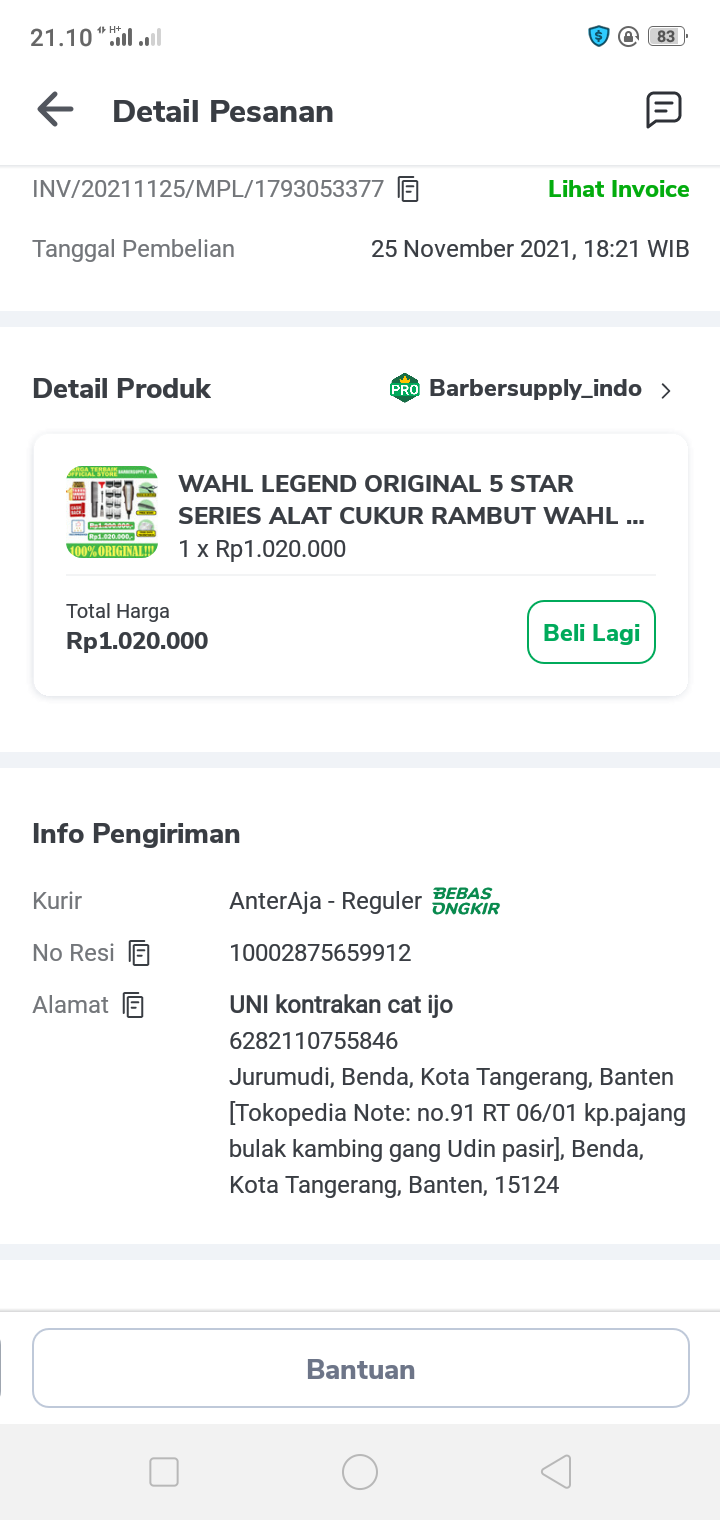 21.10
H+
83
Detail Pesanan
INV/20211125/MPL/1793053377
Lihat Invoice
Tanggal Pembelian
25 November 2021, 18:21 WIB
Detail Produk
PRO
Barbersupply_indo
WAHL LEGEND ORIGINAL 5 STAR
SERIES ALAT CUKUR RAMBUT WAHL ...
1 x Rp1.020.000
Rp1.020.000,-
100% ORIGINAL!!!
Total Harga
Rp1.020.000
Beli Lagi
Info Pengiriman
Kurir
AnterAja - Reguler
BEBAS
ONGKIR
No Resi
10002875659912
Alamat
UNI kontrakan cat ijo
6282110755846
Jurumudi, Benda, Kota Tangerang, Banten
[Tokopedia Note: no.91 RT 06/01 kp.pajang
bulak kambing gang Udin pasir], Benda,
Kota Tangerang, Banten, 15124
Bantuan